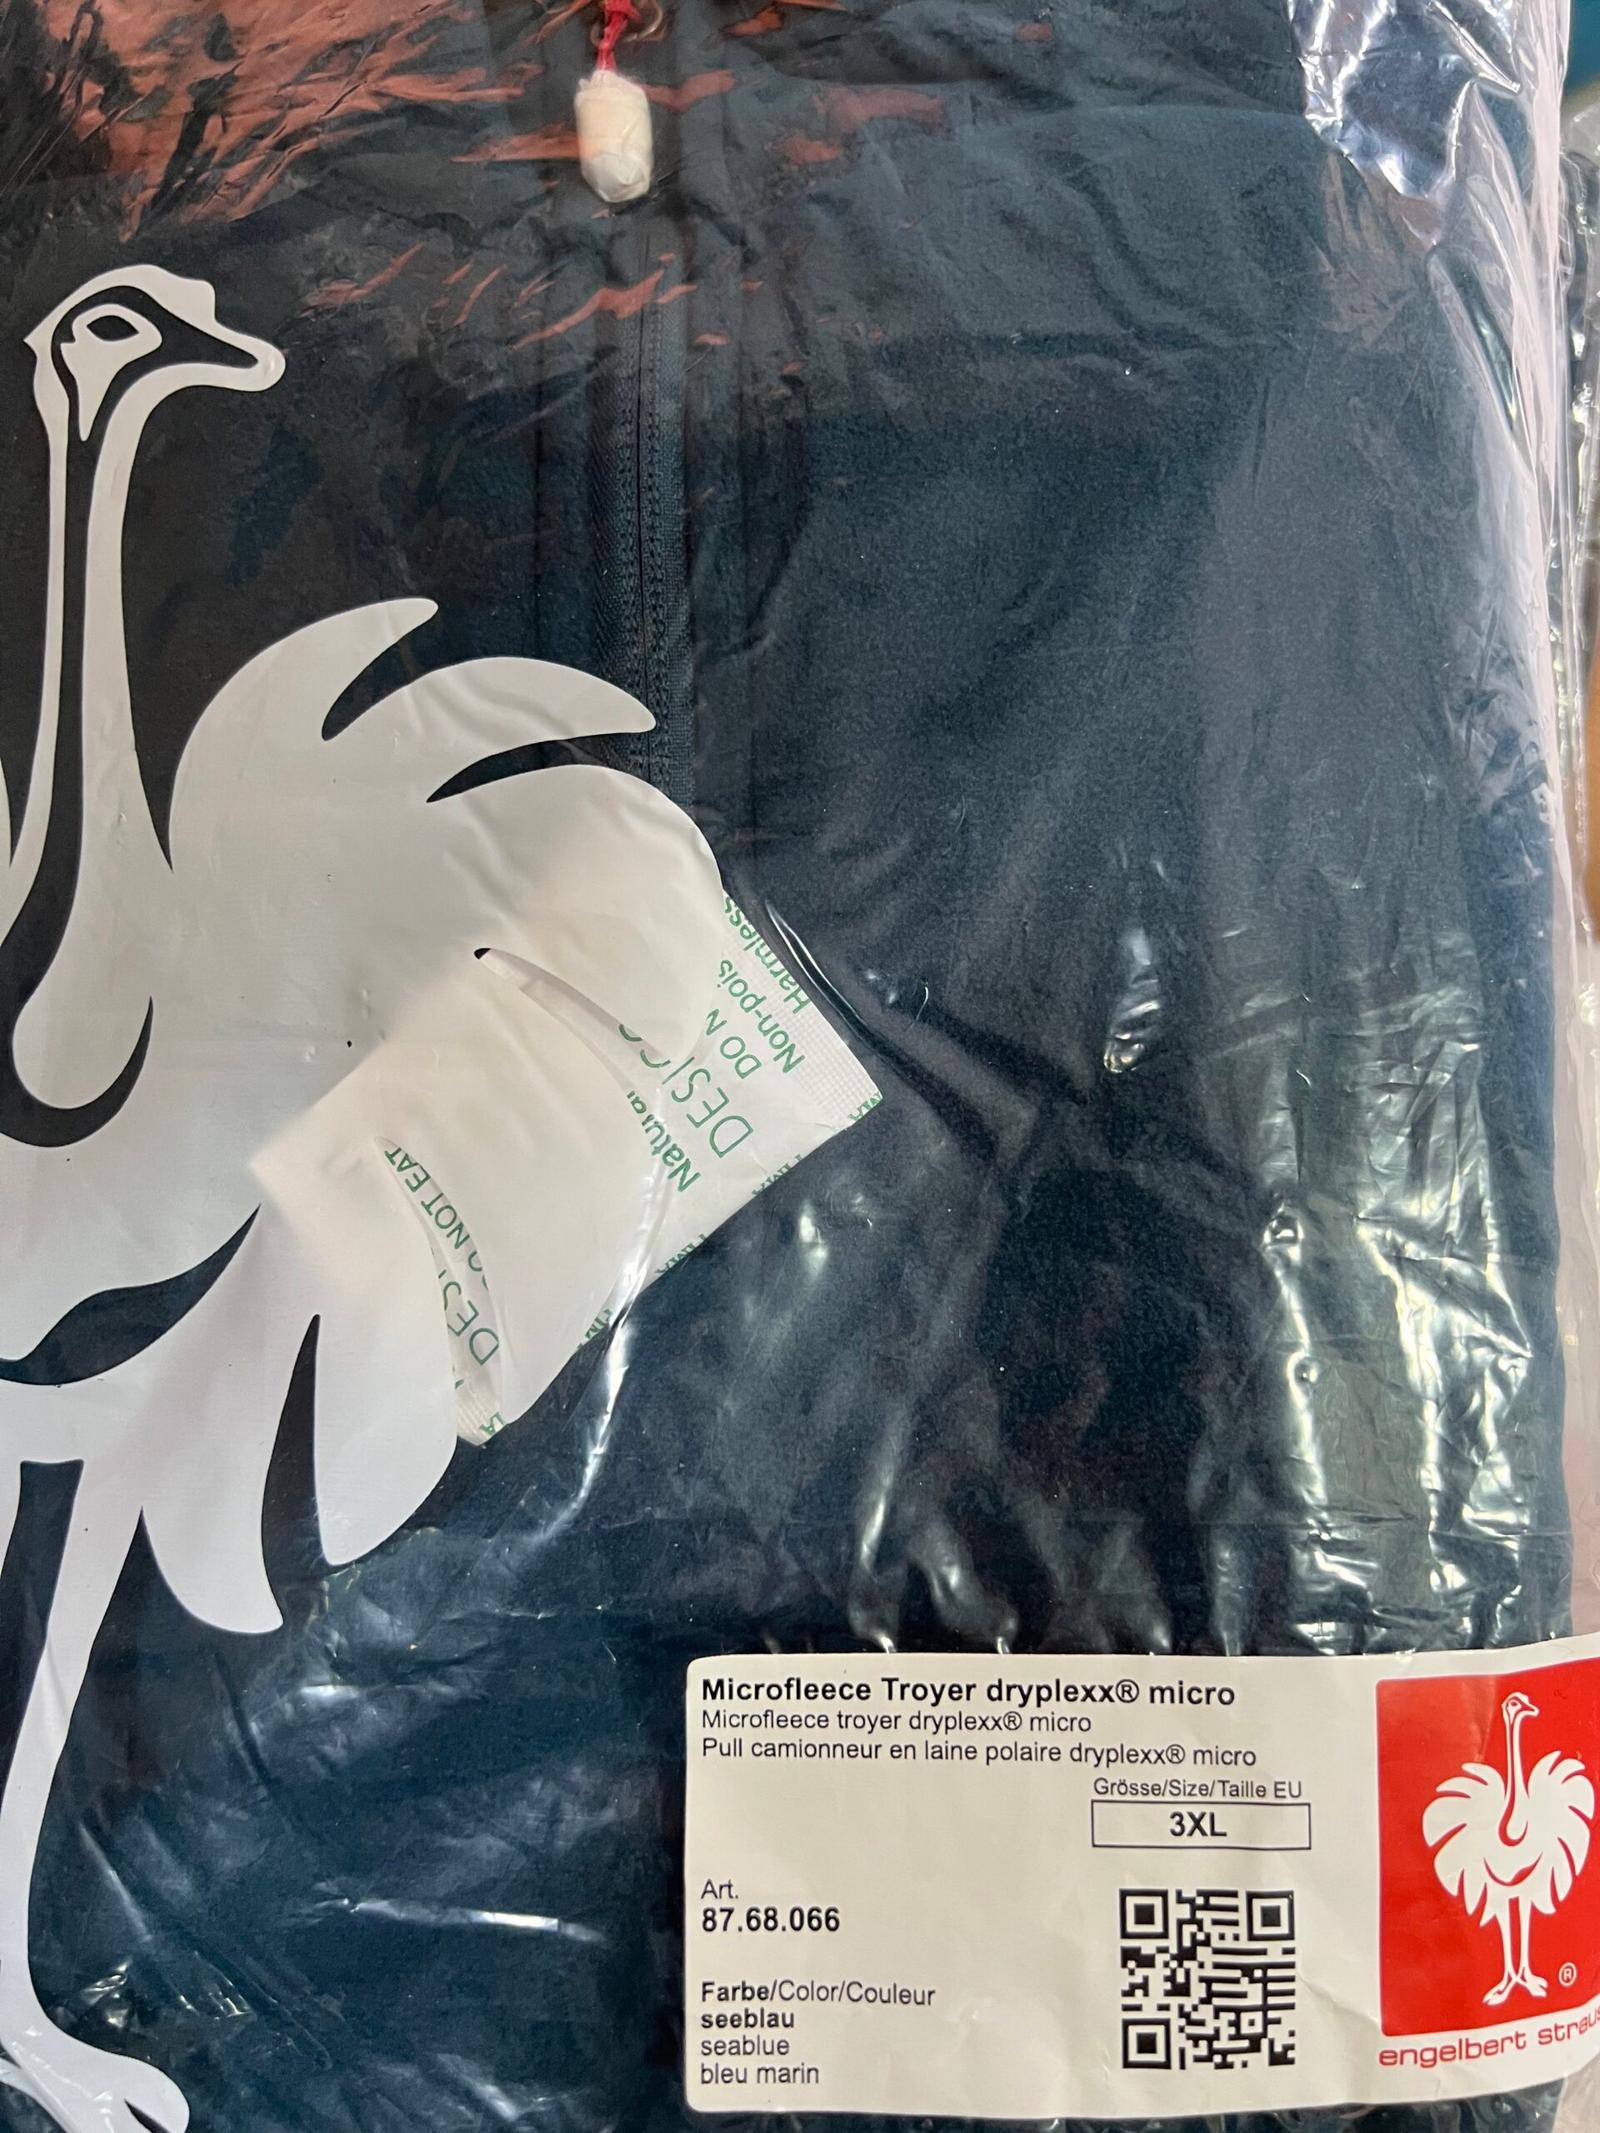 Harmless
Non-pois
DO N
DESIC
Natural
DO NOT EAT
DESI
Microfleece Troyer dryplexx® micro
Microfleece troyer dryplexx® micro
Pull camionneur en laine polaire dryplexx® micro
Grösse/Size/Taille EU
3XL
Art.
87.68.066
Farbe/Color/Couleur
seeblau
seablue
bleu marin
®
engelbert straus